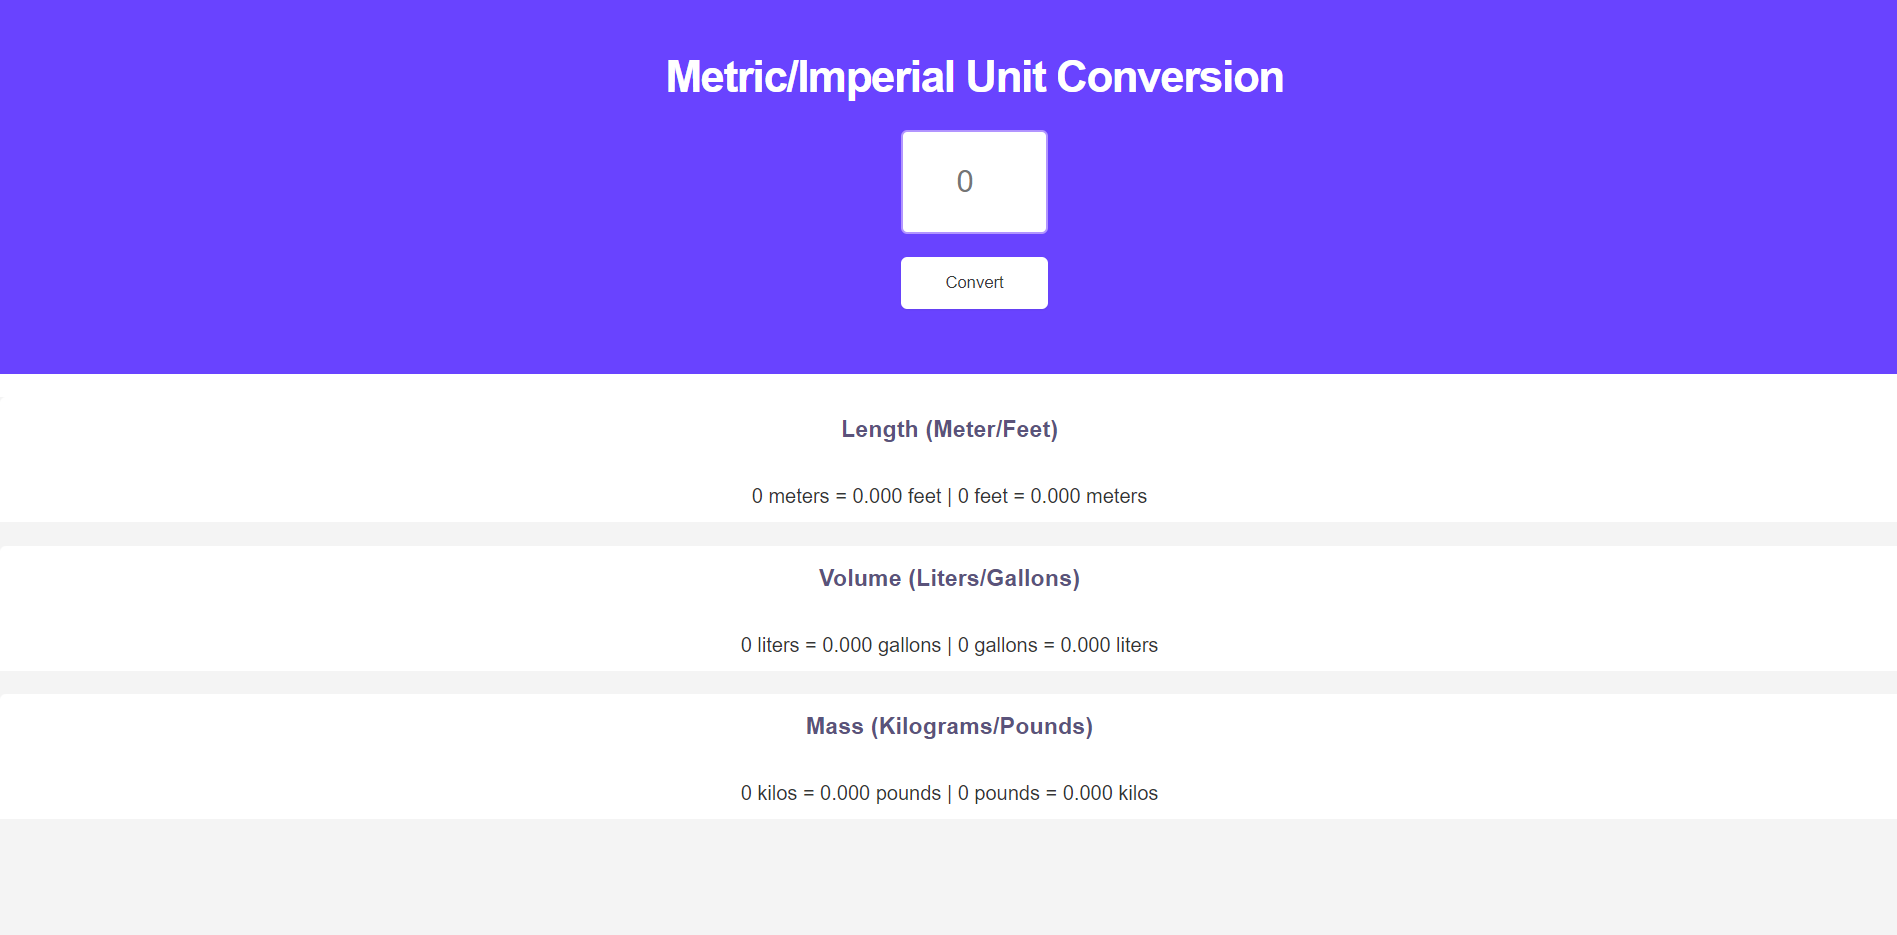 Metric/Imperial Unit Conversion
0
Convert
Length (Meter/Feet)
0 meters = 0.000 feet | 0 feet = 0.000 meters
Volume (Liters/Gallons)
0 liters = 0.000 gallons | 0 gallons = 0.000 liters
Mass (Kilograms/Pounds)
0 kilos = 0.000 pounds | 0 pounds = 0.000 kilos